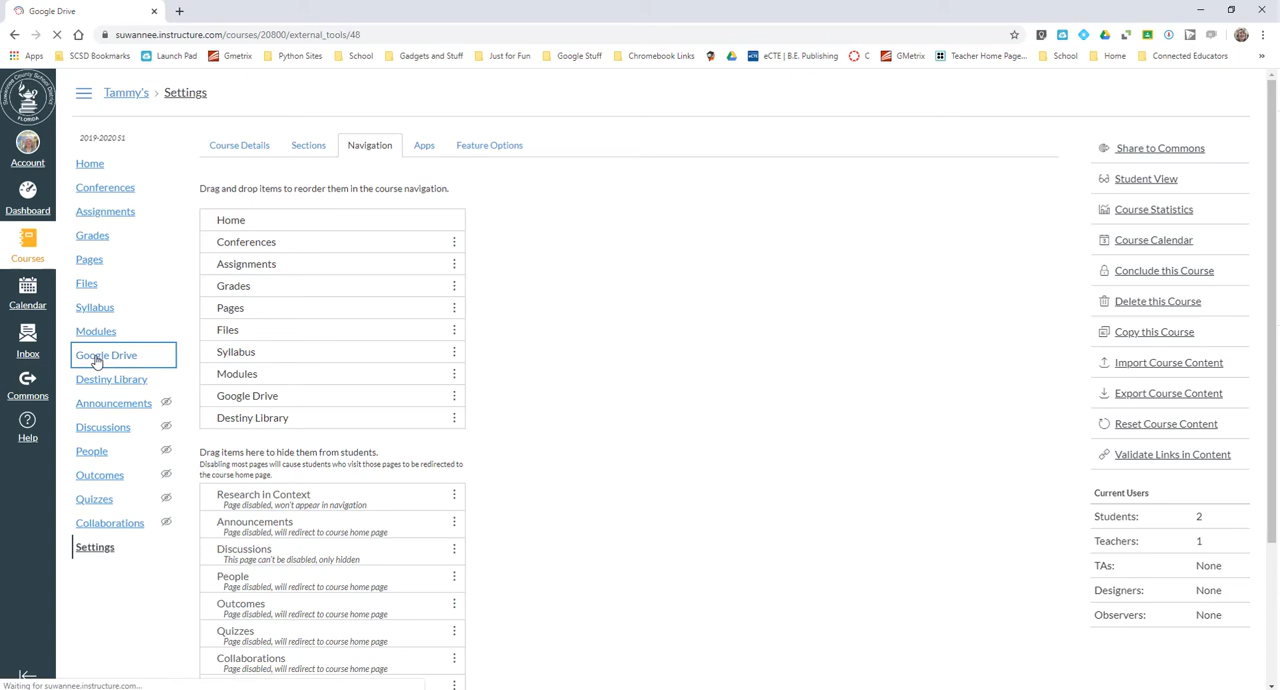 Google Drive
suwannee.instructure.com/courses/20800/external_tools/48
Apps
SCSD Bookmarks
Launch Pad
Gmetrix
Python Sites
School
Gadgets and Stuff
Just for Fun
Google Stuff
Chromebook Links
eCTE | B.E. Publishing
C
GMetrix
Teacher Home Page...
School
Home
Connected Educators
Tammy's › Settings
2019-2020 S1
Account
Dashboard
Courses
Calendar
Inbox
Commons
Help
Home
Conferences
Assignments
Grades
Pages
Files
Syllabus
Modules
Google Drive
Destiny Library
Announcements
Discussions
People
Outcomes
Quizzes
Collaborations
Settings
Course Details
Sections
Navigation
Apps
Feature Options
Drag and drop items to reorder them in the course navigation.
Home
Conferences
Assignments
Grades
Pages
Files
Syllabus
Modules
Google Drive
Destiny Library
Drag items here to hide them from students.
Disabling most pages will cause students who visit those pages to be redirected to
the course home page.
Research in Context
Page disabled, won't appear in navigation
Announcements
Page disabled, will redirect to course home page
Discussions
This page can't be disabled, only hidden
People
Page disabled, will redirect to course home page
Outcomes
Page disabled, will redirect to course home page
Quizzes
Page disabled, will redirect to course home page
Collaborations
Page disabled, will redirect to course home page
Share to Commons
Student View
Course Statistics
Course Calendar
Conclude this Course
Delete this Course
Copy this Course
Import Course Content
Export Course Content
Reset Course Content
Validate Links in Content
Current Users
Students: 2
Teachers: 1
TAs: None
Designers: None
Observers: None
Waiting for suwannee.instructure.com...